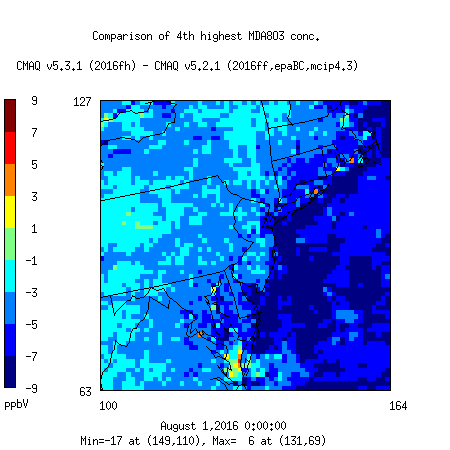 Comparison of 4th highest MDA8O3 conc.
CMAQ v5.3.1 (2016fh) - CMAQ v5.2.1 (2016ff,epaBC,mcip4.3)
9
7
5
3
1
-1
-3
-5
-7
-9
ppbV
127
63
100
164
August 1,2016 0:00:00
Min=-17 at (149,110), Max= 6 at (131,69)